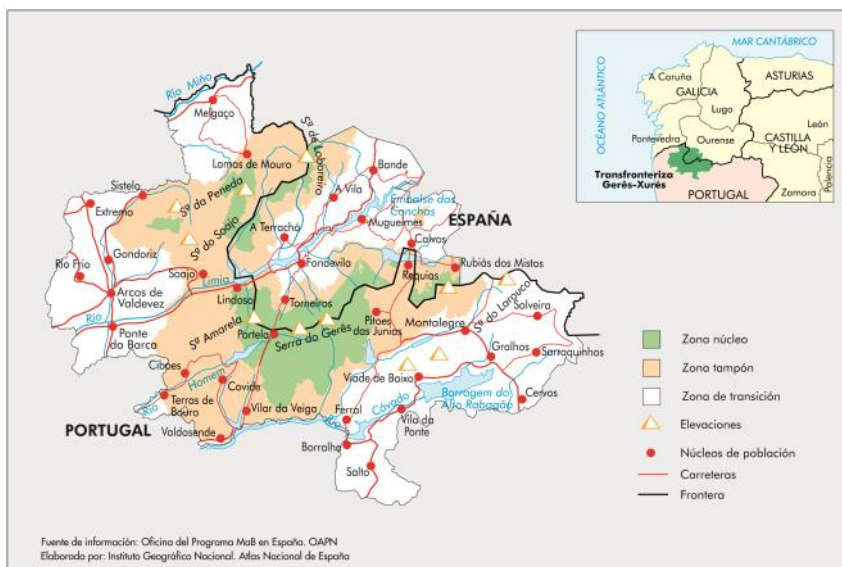 Río Miño
Melgaço
Lamas de Mouro
Sª de Laboreiro
Bande
Sistelo
Sª da Peneda
A Vila
Embalse das
Conchas
Extremo
Sª do Soajo
A Terrachá
Mugueimes
ESPAÑA
Gondoriz
Calvos
Río Frio
Soajo
Fondevila
Requiás
Rubiás dos Mistos
Limia
Lindoso
Torneiros
Arcos de
Valdevez
Río
Sª do Larouco
Solveira
Sª Amarela
Pitoes
das Junias
Montalegre
Ponte
da Barca
Portela
Serra do Gerês
Gralhos
Sarraquinhos
Cibões
Viade de Baixo
Homem
Cavide
Barragem do
Alto Rabagão
Cervos
Río
Terras de
Bouro
Vilar da Veiga
Ferral
Cávado
Vila da
Ponte
PORTUGAL
Valdosende
Río
Borralha
Salto
MAR CANTÁBRICO
OCÉANO ATLÁNTICO
A Coruña
GALICIA
Lugo
ASTURIAS
León
Pontevedra
Ourense
CASTILLA
Y LEÓN
Palencia
Transfronteriza
Gerês-Xurés
PORTUGAL
Zamora
Zona núcleo
Zona tampón
Zona de transición
Elevaciones
Núcleos de población
Carreteras
Frontera
Fuente de información: Oficina del Programa MaB en España. OAPN
Elaborado por: Instituto Geográfico Nacional. Atlas Nacional de España